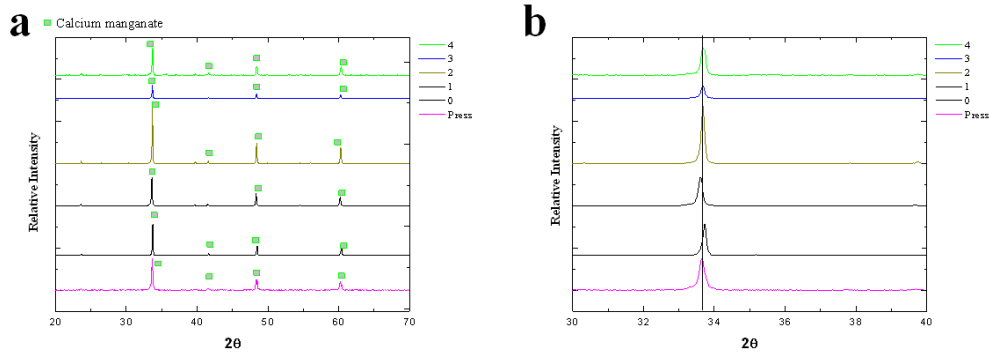 a
Calcium manganate
Relative Intensity
4
3
2
1
0
Press
20 30 40 50 60 70
2θ
b
Relative Intensity
4
3
2
1
0
Press
30 32 34 36 38 40
2θ